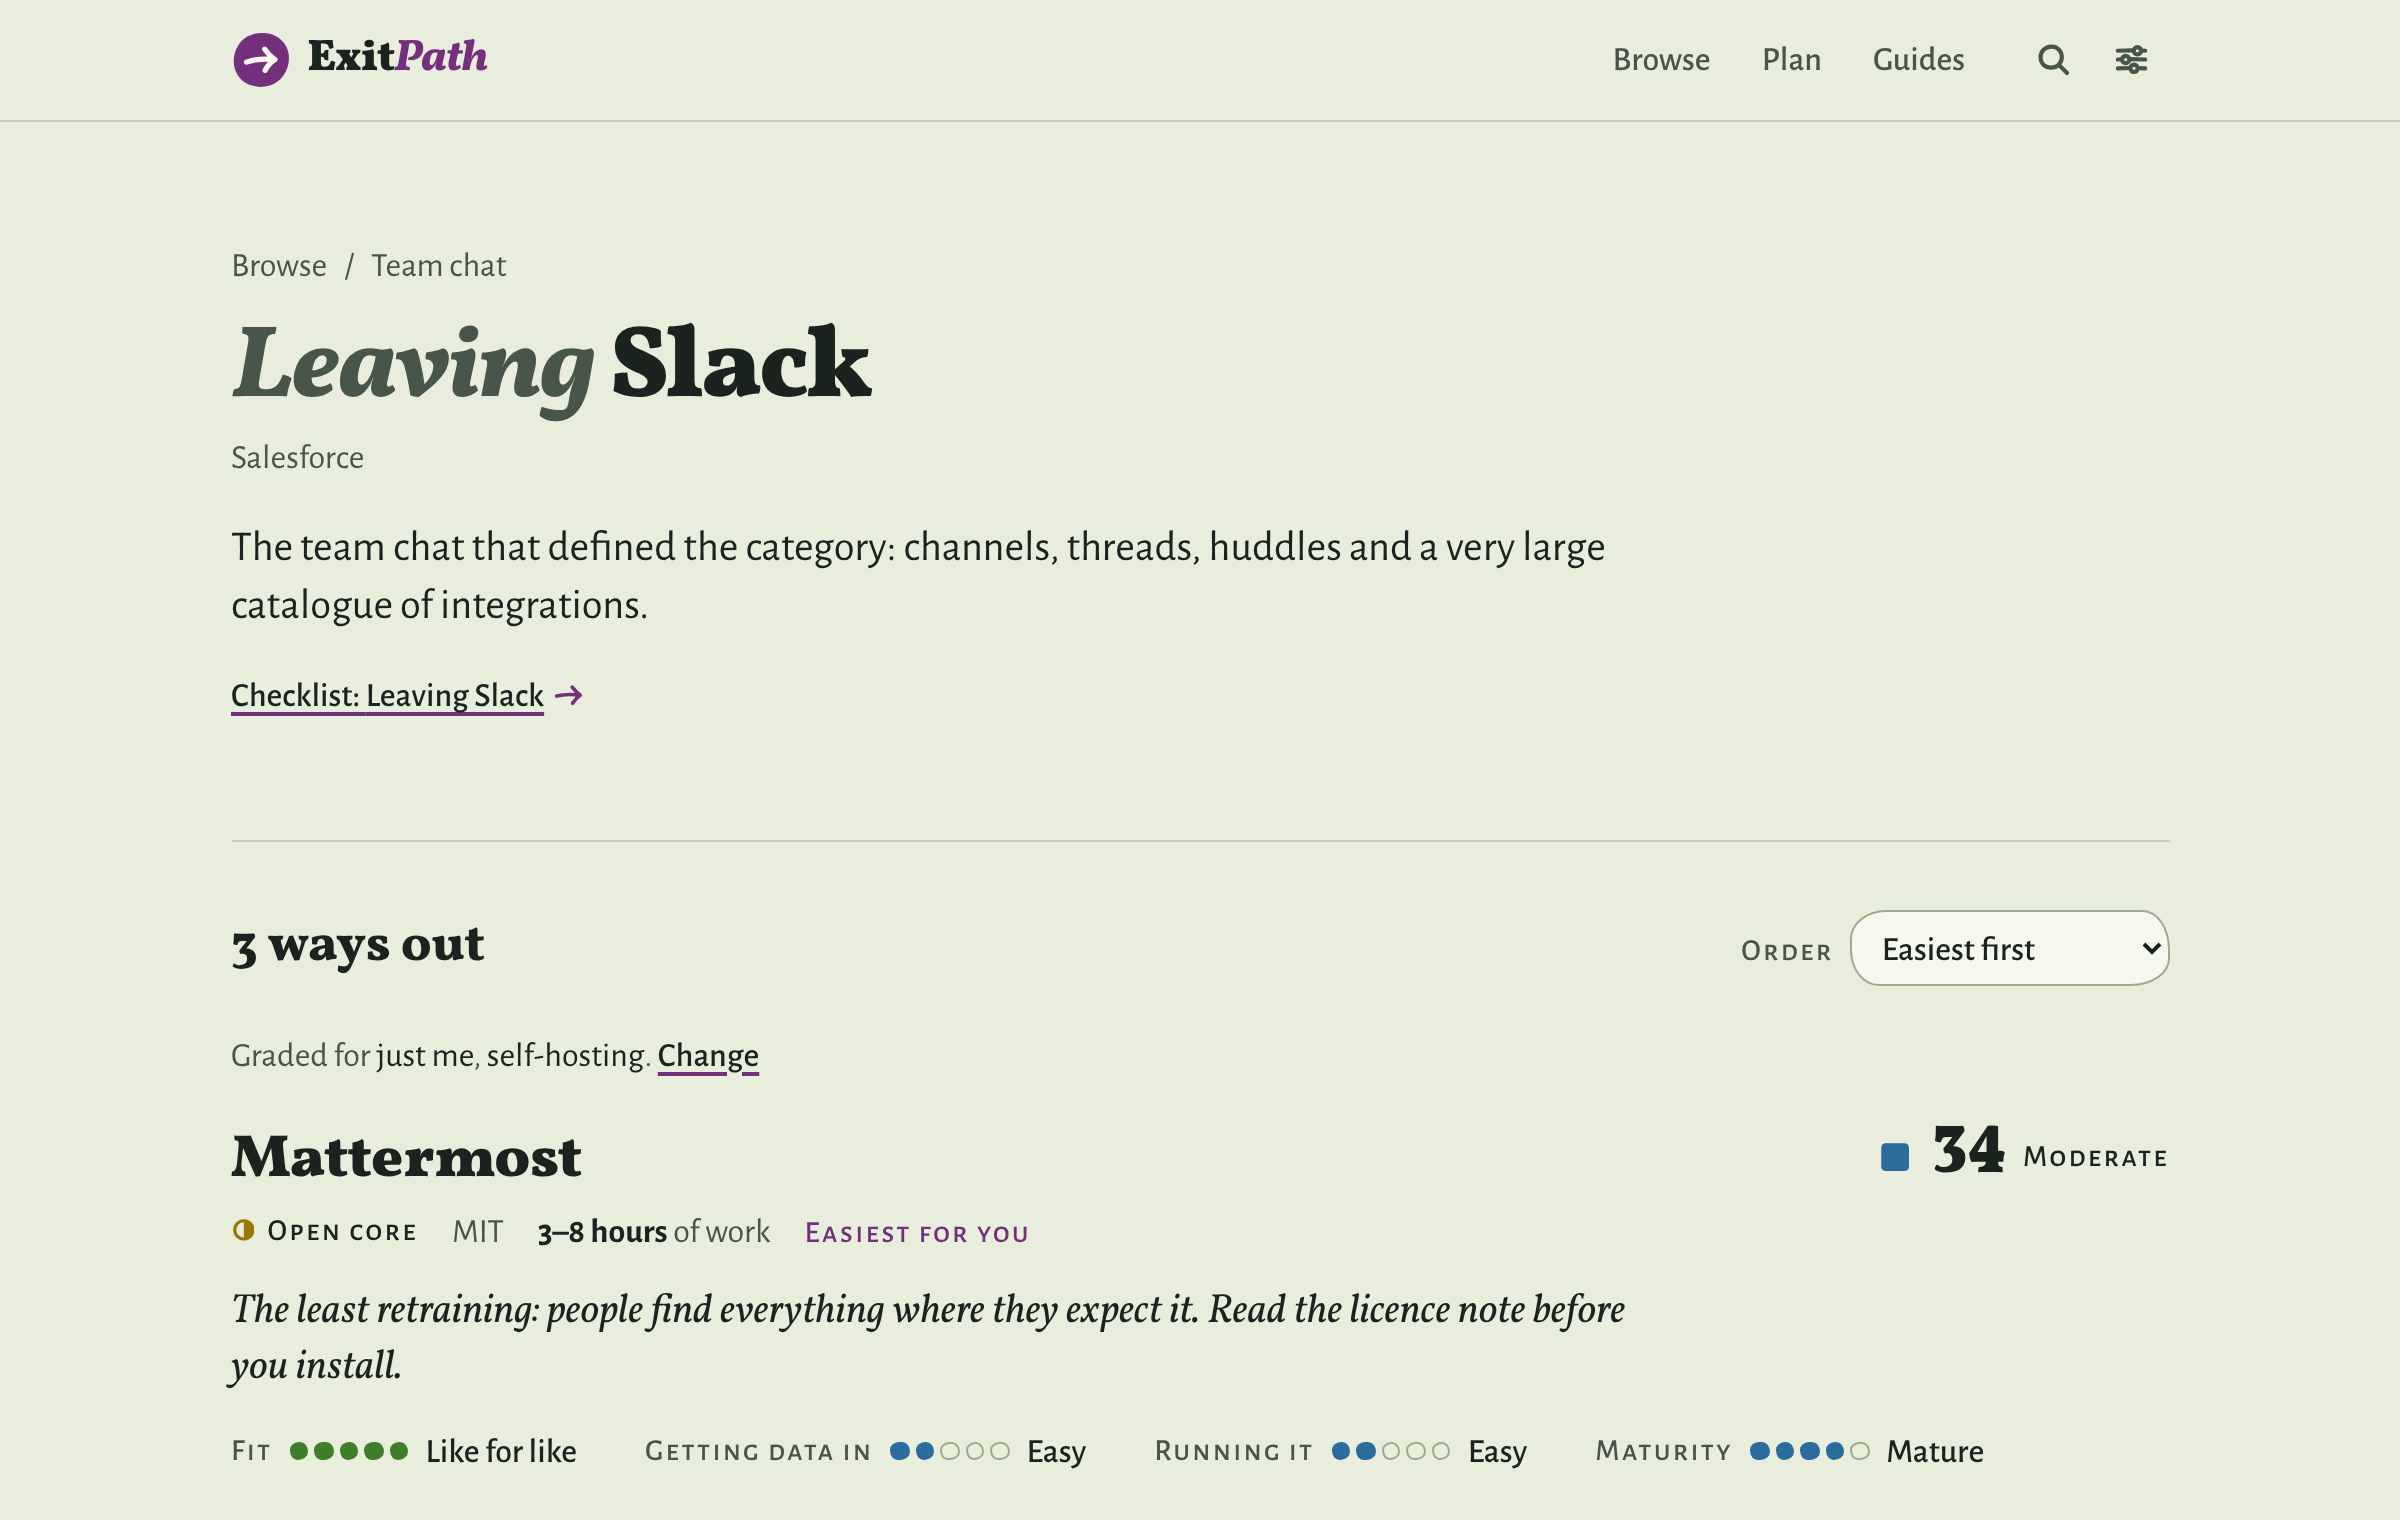 ExitPath
Browse Plan Guides
Browse / Team chat
Leaving Slack
Salesforce
The team chat that defined the category: channels, threads, huddles and a very large
catalogue of integrations.
Checklist: Leaving Slack →
3 ways out
Order Easiest first
Graded for just me, self-hosting. Change
Mattermost
34 Moderate
Open core MIT 3–8 hours of work Easiest for you
The least retraining: people find everything where they expect it. Read the licence note before
you install.
Fit Like for like Getting data in Easy Running it Easy Maturity Mature